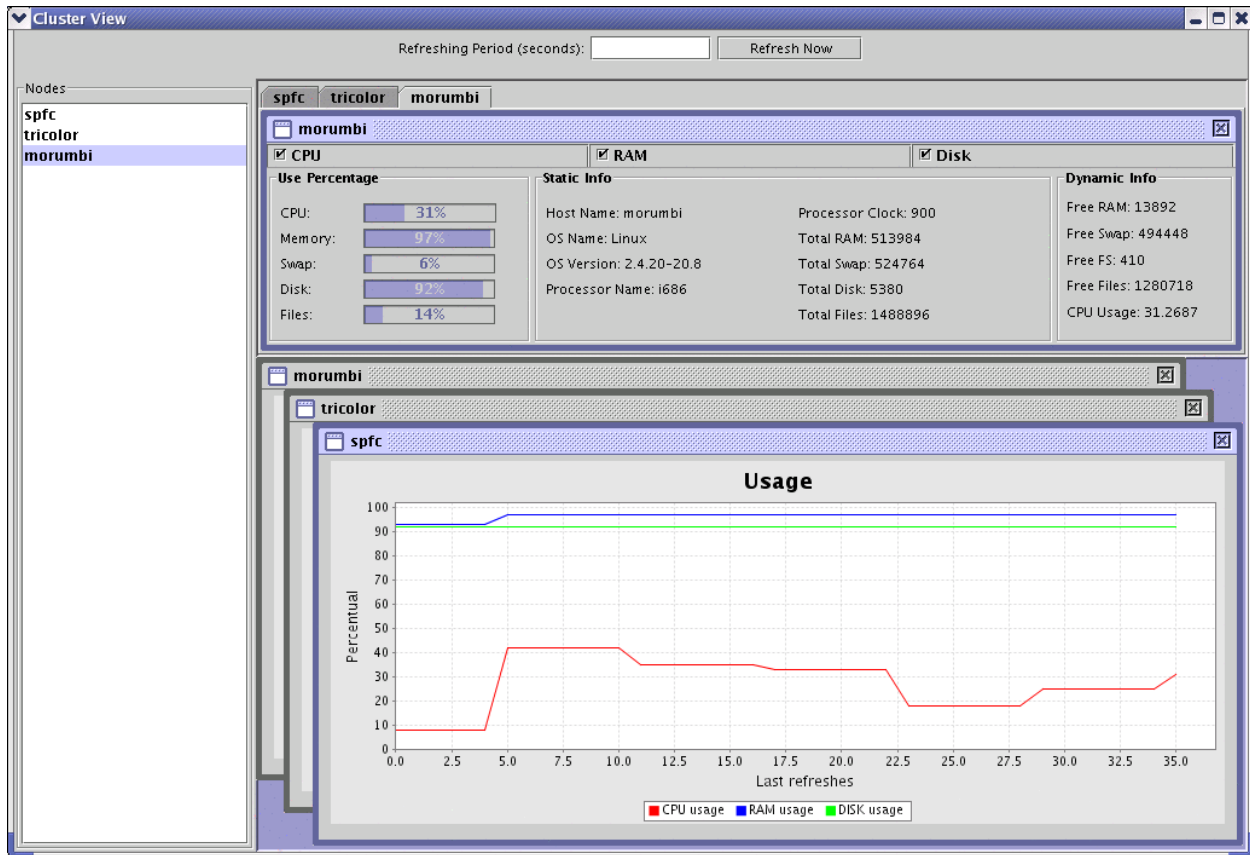 Cluster View
Refreshing Period (seconds): Refresh Now
Nodes
spfc
tricolor
morumbi
spfc tricolor morumbi
morumbi
CPU RAM Disk
Use Percentage
CPU: 31%
Memory: 97%
Swap: 6%
Disk: 92%
Files: 14%
Static Info
Host Name: morumbi
OS Name: Linux
OS Version: 2.4.20-20.8
Processor Name: i686
Processor Clock: 900
Total RAM: 513984
Total Swap: 524764
Total Disk: 5380
Total Files: 1488896
Dynamic Info
Free RAM: 13892
Free Swap: 494448
Free FS: 410
Free Files: 1280718
CPU Usage: 31.2687
morumbi
tricolor
spfc
Usage
Percentual
100
90
80
70
60
50
40
30
20
10
0
0.0 2.5 5.0 7.5 10.0 12.5 15.0 17.5 20.0 22.5 25.0 27.5 30.0 32.5 35.0
Last refreshes
CPU usage RAM usage DISK usage